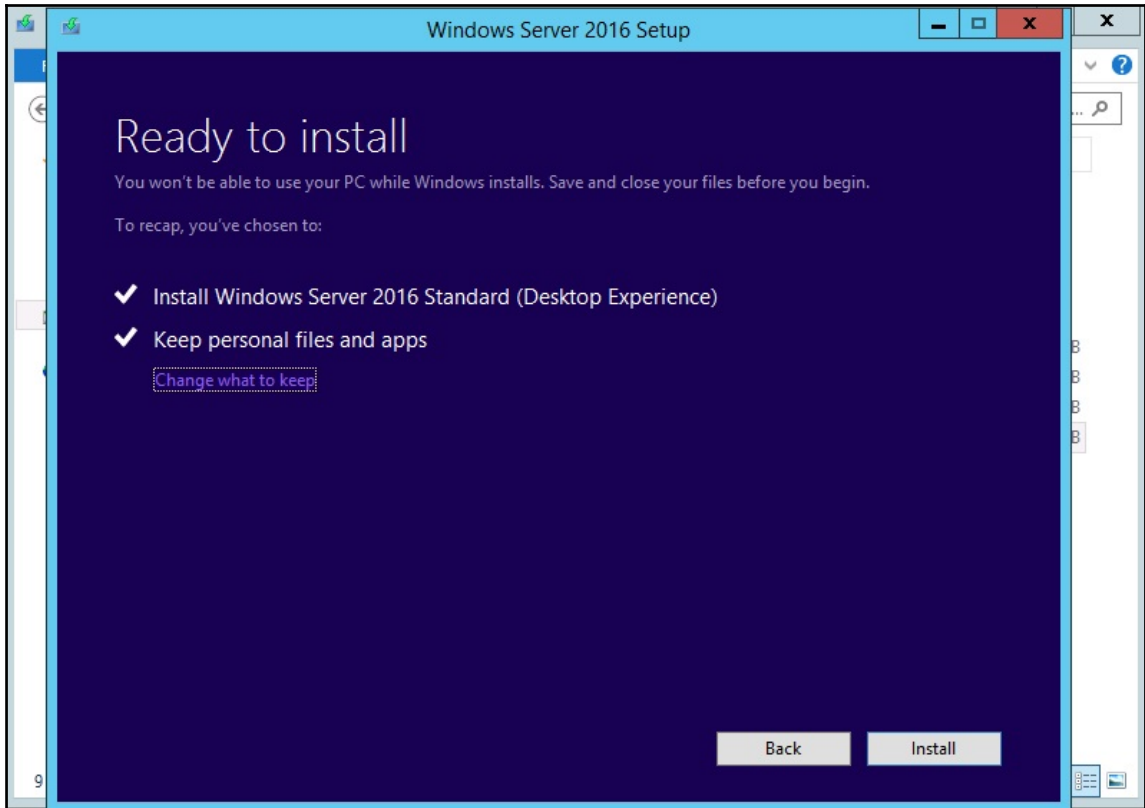 Windows Server 2016 Setup
Ready to install
You won't be able to use your PC while Windows installs. Save and close your files before you begin.
To recap, you've chosen to:
Install Windows Server 2016 Standard (Desktop Experience)
Keep personal files and apps
Change what to keep
B
B
B
B
Back
Install
9